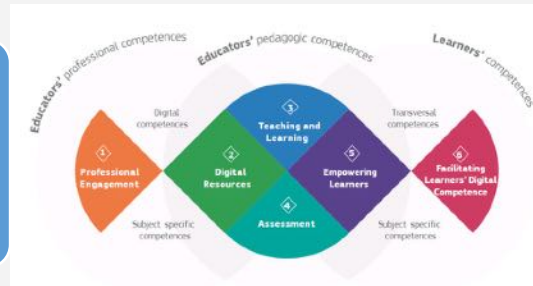 Educators' professional competences
Educators' pedagogic competences
Learners' competences
Digital
competences
Transversal
competences
3
Teaching and
Learning
1
Professional
Engagement
2
Digital
Resources
5
Empowering
Learners
6
Facilitating
Learners' Digital
Competence
4
Assessment
Subject specific
competences
Subject specific
competences